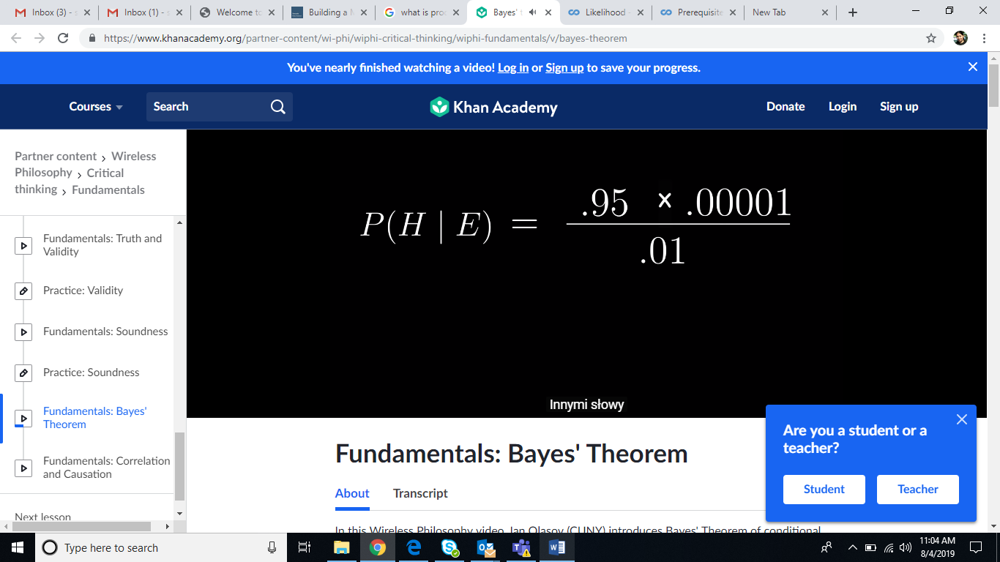 Inbox (3) - s
Inbox (1) - s
Welcome to
Building a M
what is proc
Bayes' t
Likelihood -
Prerequisite
New Tab
https://www.khanacademy.org/partner-content/wi-phi/wiphi-critical-thinking/wiphi-fundamentals/v/bayes-theorem
You've nearly finished watching a video! Log in or Sign up to save your progress.
Courses
Search
Khan Academy
Donate
Login
Sign up
Partner content › Wireless
Philosophy › Critical
thinking › Fundamentals
Fundamentals: Truth and
Validity
Practice: Validity
Fundamentals: Soundness
Practice: Soundness
Fundamentals: Bayes'
Theorem
Fundamentals: Correlation
and Causation
Next lesson
.95 × .00001
P(H | E) =
.01
Innymi słowy
Fundamentals: Bayes' Theorem
About
Transcript
In this Wireless Philosophy video, Ian Olasov (CUNY) introduces Bayes' Theorem of conditional
Are you a student or a
teacher?
Student
Teacher
Type here to search
11:04 AM
8/4/2019